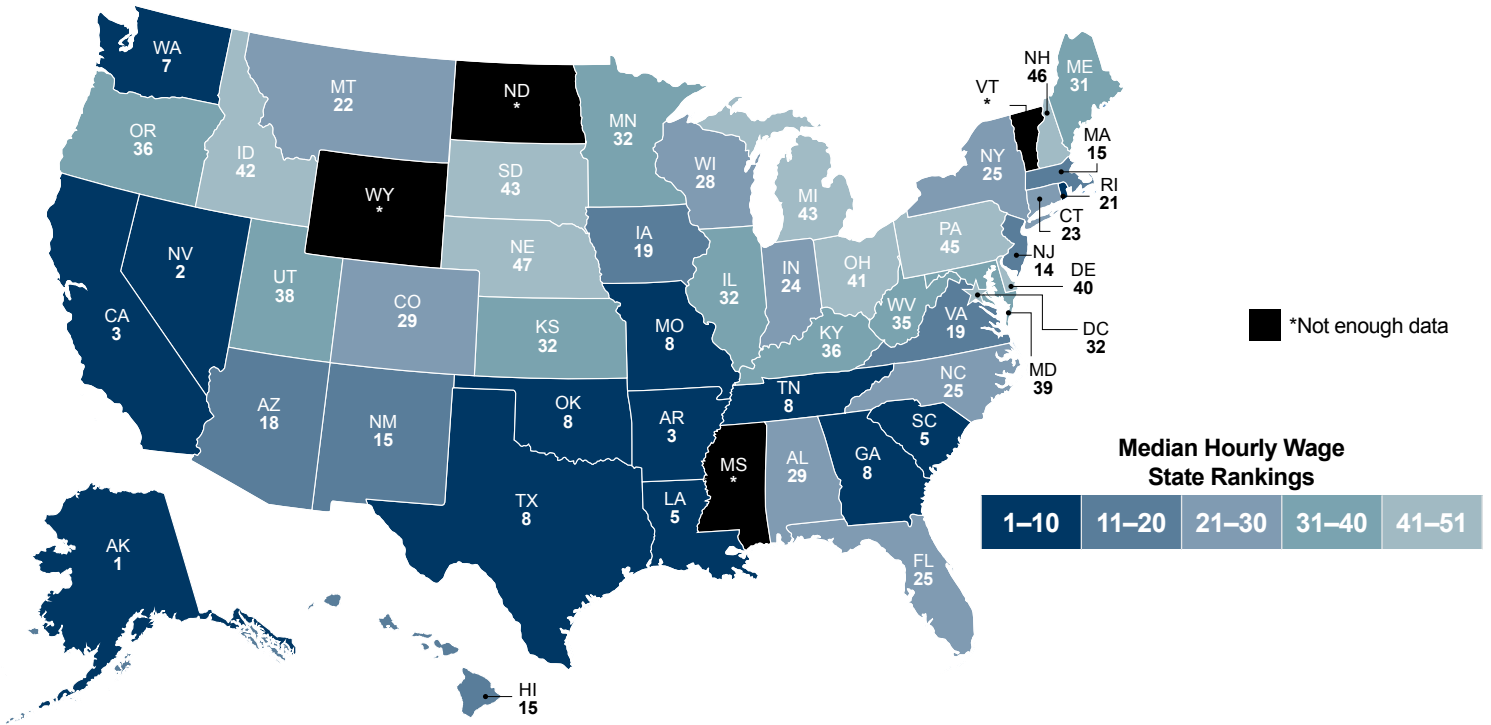 WA
7
MT
22
ND
*
MN
32
VT
*
NH
46
ME
31
OR
36
ID
42
WY
*
SD
43
WI
28
MI
43
NY
25
MA
15
RI
21
CT
23
NV
2
UT
38
CO
29
NE
47
IA
19
IL
32
IN
24
OH
41
PA
45
NJ
14
DE
40
DC
32
MD
39
CA
3
KS
32
MO
8
KY
36
WV
35
VA
19
*Not enough data
AZ
18
NM
15
OK
8
AR
3
TN
8
NC
25
SC
5
TX
8
LA
5
MS
*
AL
29
GA
8
FL
25
AK
1
HI
15
Median Hourly Wage
State Rankings
1–10 11–20 21–30 31–40 41–51